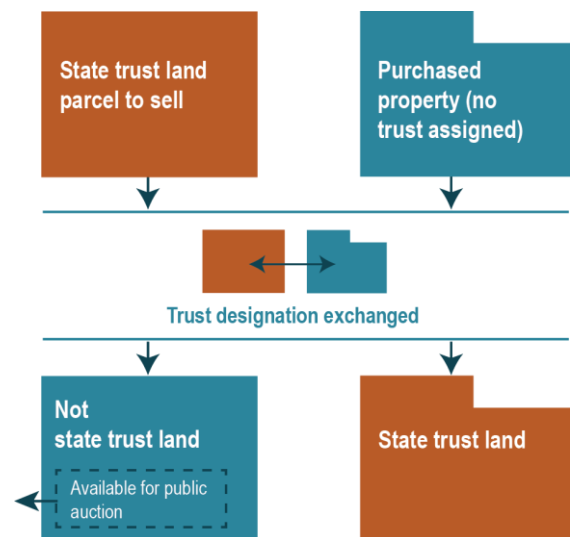 State trust land
parcel to sell
Purchased
property (no
trust assigned)
Trust designation exchanged
Not
state trust land
Available for public
auction
State trust land